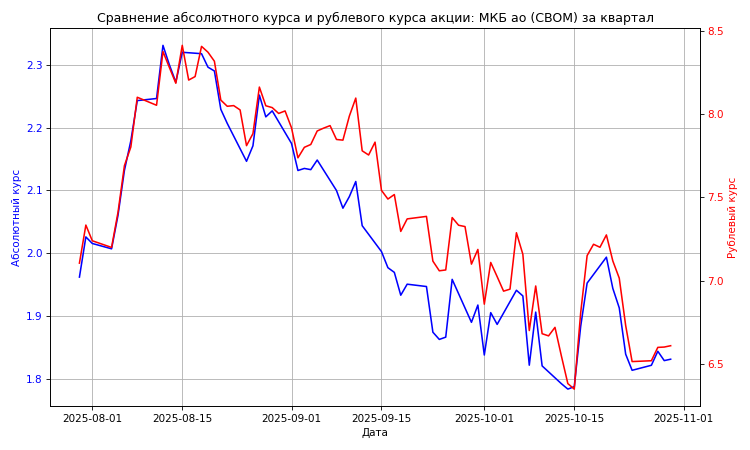 Сравнение абсолютного курса и рублевого курса акции: МКБ ао (CBOM) за квартал
Абсолютный курс
2.3
2.2
2.1
2.0
1.9
1.8
8.5
8.0
7.5
7.0
6.5
Рублевый курс
2025-08-01 2025-08-15 2025-09-01 2025-09-15 2025-10-01 2025-10-15 2025-11-01
Дата